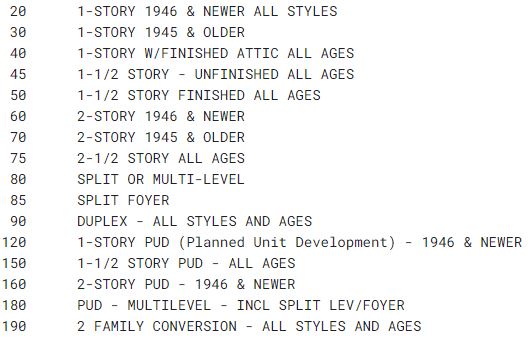 20 1-STORY 1946 & NEWER ALL STYLES
30 1-STORY 1945 & OLDER
40 1-STORY W/FINISHED ATTIC ALL AGES
45 1-1/2 STORY - UNFINISHED ALL AGES
50 1-1/2 STORY FINISHED ALL AGES
60 2-STORY 1946 & NEWER
70 2-STORY 1945 & OLDER
75 2-1/2 STORY ALL AGES
80 SPLIT OR MULTI-LEVEL
85 SPLIT FOYER
90 DUPLEX - ALL STYLES AND AGES
120 1-STORY PUD (Planned Unit Development) - 1946 & NEWER
150 1-1/2 STORY PUD - ALL AGES
160 2-STORY PUD - 1946 & NEWER
180 PUD - MULTILEVEL - INCL SPLIT LEV/FOYER
190 2 FAMILY CONVERSION - ALL STYLES AND AGES